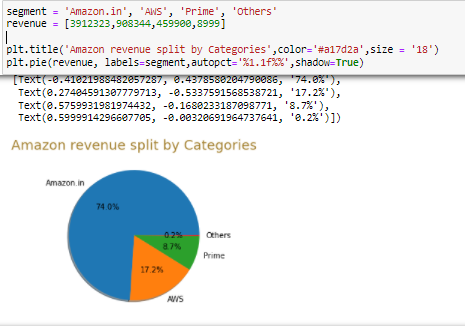 segment = 'Amazon.in', 'AWS', 'Prime', 'Others'
revenue = [3912323,908344,459900,8999]
plt.title('Amazon revenue split by Categories',color='#a17d2a',size = '18')
plt.pie(revenue, labels=segment,autopct='%1.1f%%',shadow=True)
[Text(-0.41021988482057287, 0.4378580204790086, '74.0%'),
Text(0.27404591307779713, -0.5337591568538721, '17.2%'),
Text(0.5759931981974432, -0.1680233187098771, '8.7%'),
Text(0.5999914296607705, -0.00320691964737641, '0.2%')])
Amazon revenue split by Categories
Amazon.in
74.0%
0.2%
Others
8.7%
Prime
17.2%
AWS